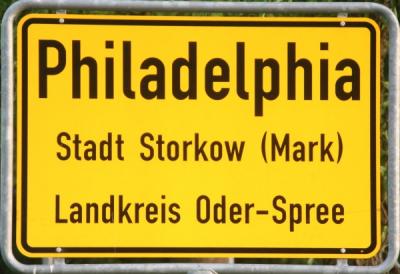 Philadelphia
Stadt Storkow (Mark)
Landkreis Oder-Spree